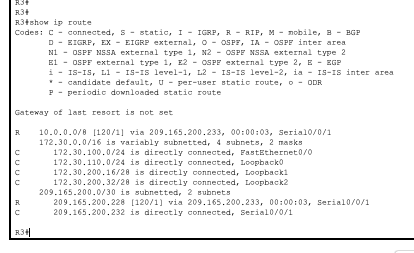 R3#
R3#
R3#show ip route
Codes: C - connected, S - static, I - IGRP, R - RIP, M - mobile, B - BGP
       D - EIGRP, EX - EIGRP external, O - OSPF, IA - OSPF inter area
       N1 - OSPF NSSA external type 1, N2 - OSPF NSSA external type 2
       E1 - OSPF external type 1, E2 - OSPF external type 2, E - EGP
       i - IS-IS, L1 - IS-IS level-1, L2 - IS-IS level-2, ia - IS-IS inter area
       * - candidate default, U - per-user static route, o - ODR
       P - periodic downloaded static route

Gateway of last resort is not set

R    10.0.0.0/8 [120/1] via 209.165.200.233, 00:00:03, Serial0/0/1
     172.30.0.0/16 is variably subnetted, 4 subnets, 2 masks
C       172.30.100.0/24 is directly connected, FastEthernet0/0
C       172.30.110.0/24 is directly connected, Loopback0
C       172.30.200.16/28 is directly connected, Loopback1
C       172.30.200.32/28 is directly connected, Loopback2
     209.165.200.0/30 is subnetted, 2 subnets
R       209.165.200.228 [120/1] via 209.165.200.233, 00:00:03, Serial0/0/1
C       209.165.200.232 is directly connected, Serial0/0/1

R3#